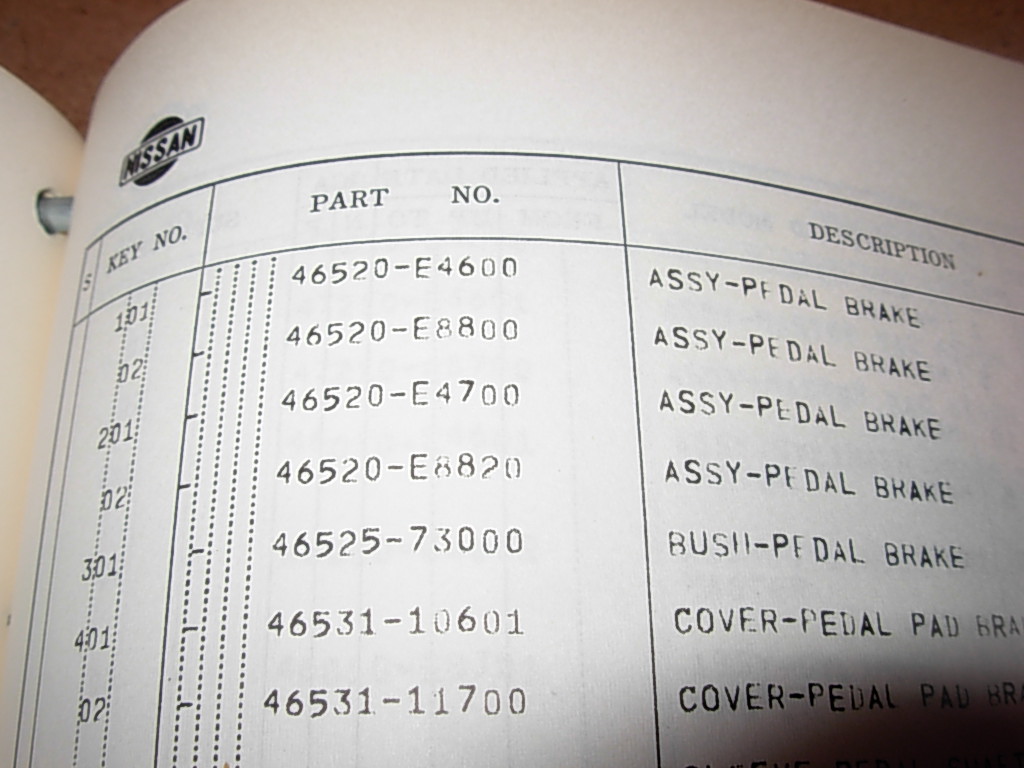 NISSAN
S KEY NO. PART NO. DESCRIPTION
101 46520-E4600 ASSY-PEDAL BRAKE
02 46520-E8800 ASSY-PEDAL BRAKE
201 46520-E4700 ASSY-PEDAL BRAKE
02 46520-E8820 ASSY-PEDAL BRAKE
301 46525-73000 BUSH-PEDAL BRAKE
401 46531-10601 COVER-PEDAL PAD BRA
02 46531-11700 COVER-PEDAL PAD BRA